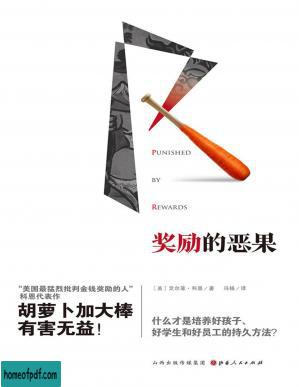 PUNISHED
BY
REWARDS
奖励的恶果
［美］艾尔菲·科恩／著 冯杨／译
“美国最猛烈批判金钱奖励的人”
科恩代表作
胡萝卜加大棒
有害无益！
什么才是培养好孩子、
好学生和好员工的持久方法？
山西出版传媒集团 山西人民出版社
homeofpdf.com
homeofpdf.com